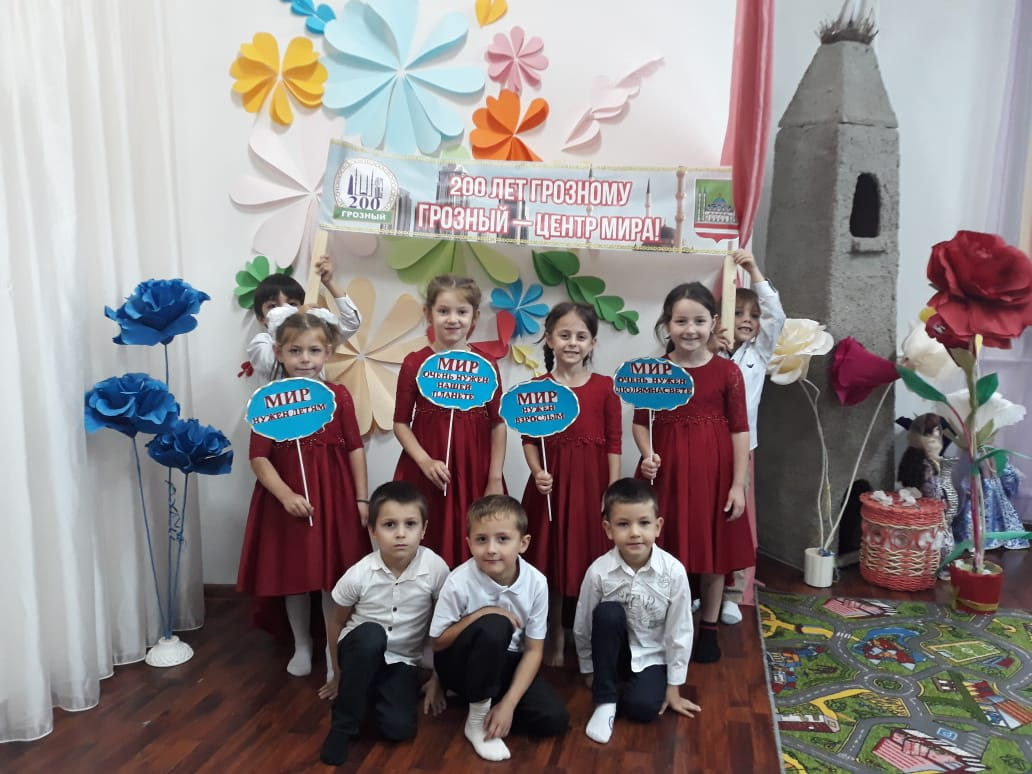 200 ЛЕТ ГРОЗНОМУ
ГРОЗНЫЙ – ЦЕНТР МИРА!
200
ГРОЗНЫЙ
МИР
НУЖЕН ДЕТЯМ
МИР
ОЧЕНЬ НУЖЕН
НАШЕЙ
ПЛАНЕТЕ
МИР
НУЖЕН
ВЗРОСЛЫМ
МИР
ОЧЕНЬ НУЖЕН